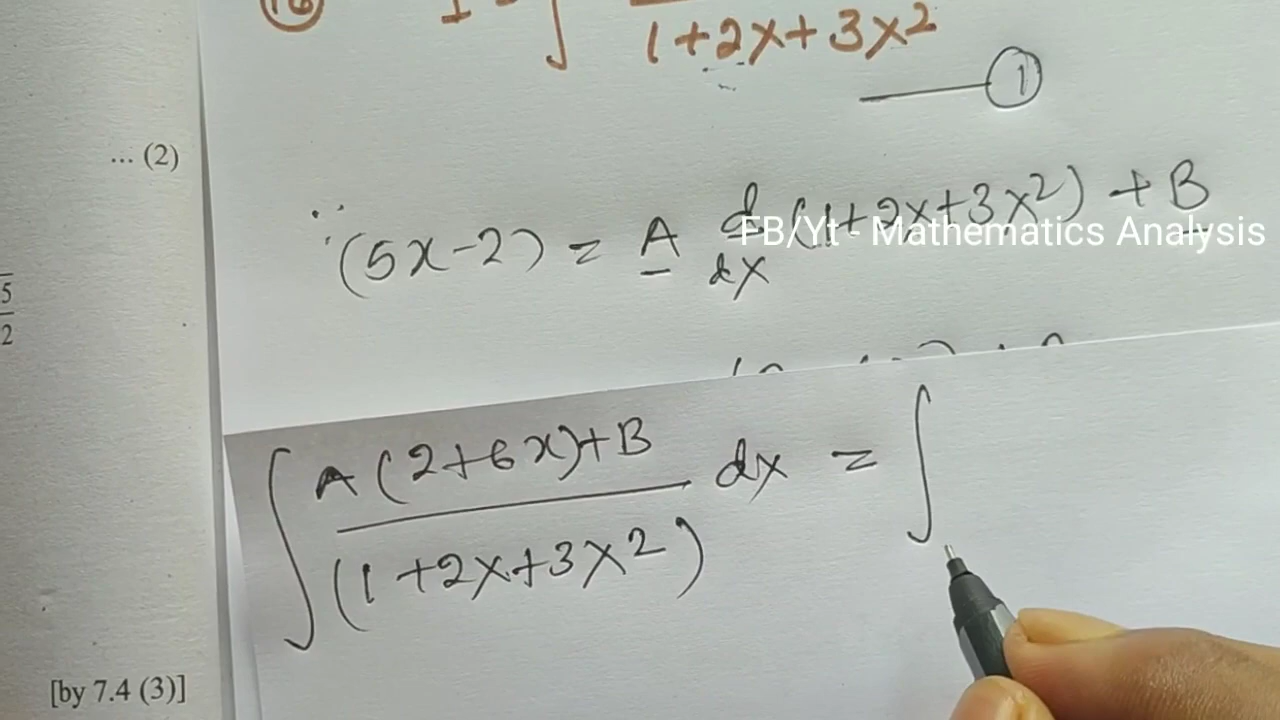 16 I = ∫
1+2x+3x²
1
... (2)
∵ (5x-2) = A d/dx (1+2x+3x²) + B
FB/Yt - Mathematics Analysis
5
2
∫ A(2+6x)+B / (1+2x+3x²) dx = ∫
[by 7.4 (3)]